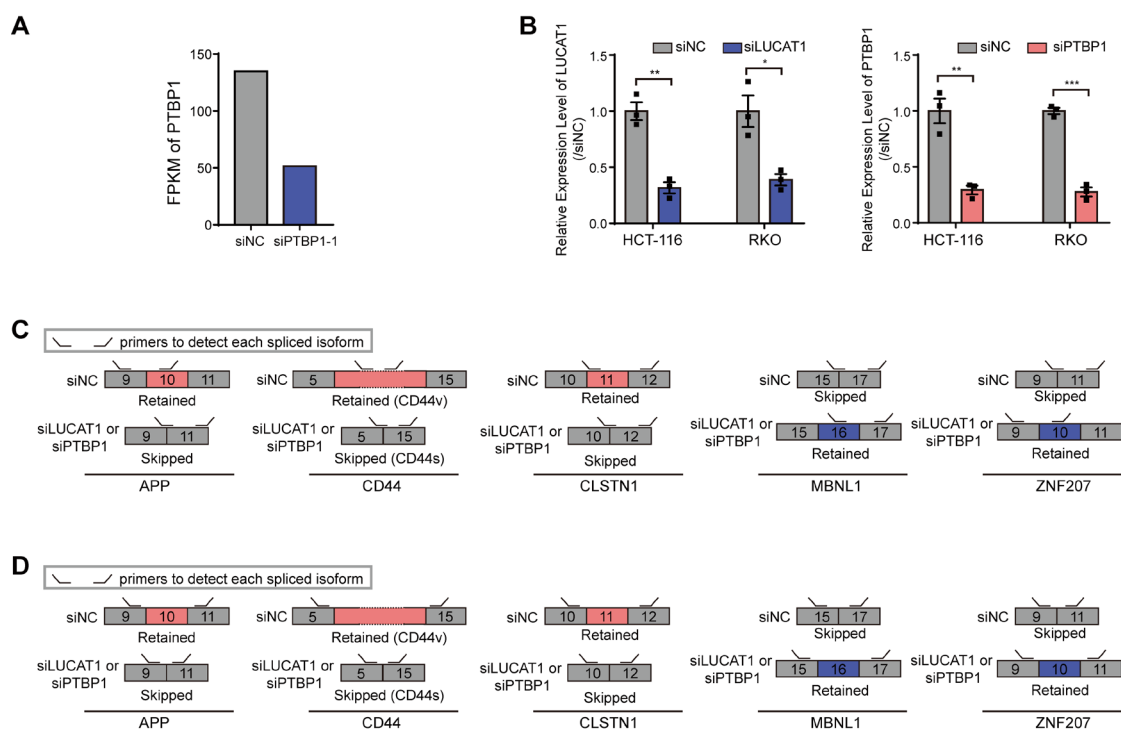 A
FPKM of PTBP1
150
100
50
0
siNC siPTBP1-1
B
Relative Expression Level of LUCAT1
(/siNC)
siNC siLUCAT1
1.5
1.0
0.5
0.0
** *
HCT-116 RKO
Relative Expression Level of PTBP1
(/siNC)
siNC siPTBP1
1.5
1.0
0.5
0.0
** ***
HCT-116 RKO
C
primers to detect each spliced isoform
siNC 9 10 11
Retained
siLUCAT1 or
siPTBP1
9 11
Skipped
APP
siNC 5 15
Retained (CD44v)
siLUCAT1 or
siPTBP1
5 15
Skipped (CD44s)
CD44
siNC 10 11 12
Retained
siLUCAT1 or
siPTBP1
10 12
Skipped
CLSTN1
siNC 15 17
Skipped
siLUCAT1 or
siPTBP1
15 16 17
Retained
MBNL1
siNC 9 11
Skipped
siLUCAT1 or
siPTBP1
9 10 11
Retained
ZNF207
D
primers to detect each spliced isoform
siNC 9 10 11
Retained
siLUCAT1 or
siPTBP1
9 11
Skipped
APP
siNC 5 15
Retained (CD44v)
siLUCAT1 or
siPTBP1
5 15
Skipped (CD44s)
CD44
siNC 10 11 12
Retained
siLUCAT1 or
siPTBP1
10 12
Skipped
CLSTN1
siNC 15 17
Skipped
siLUCAT1 or
siPTBP1
15 16 17
Retained
MBNL1
siNC 9 11
Skipped
siLUCAT1 or
siPTBP1
9 10 11
Retained
ZNF207